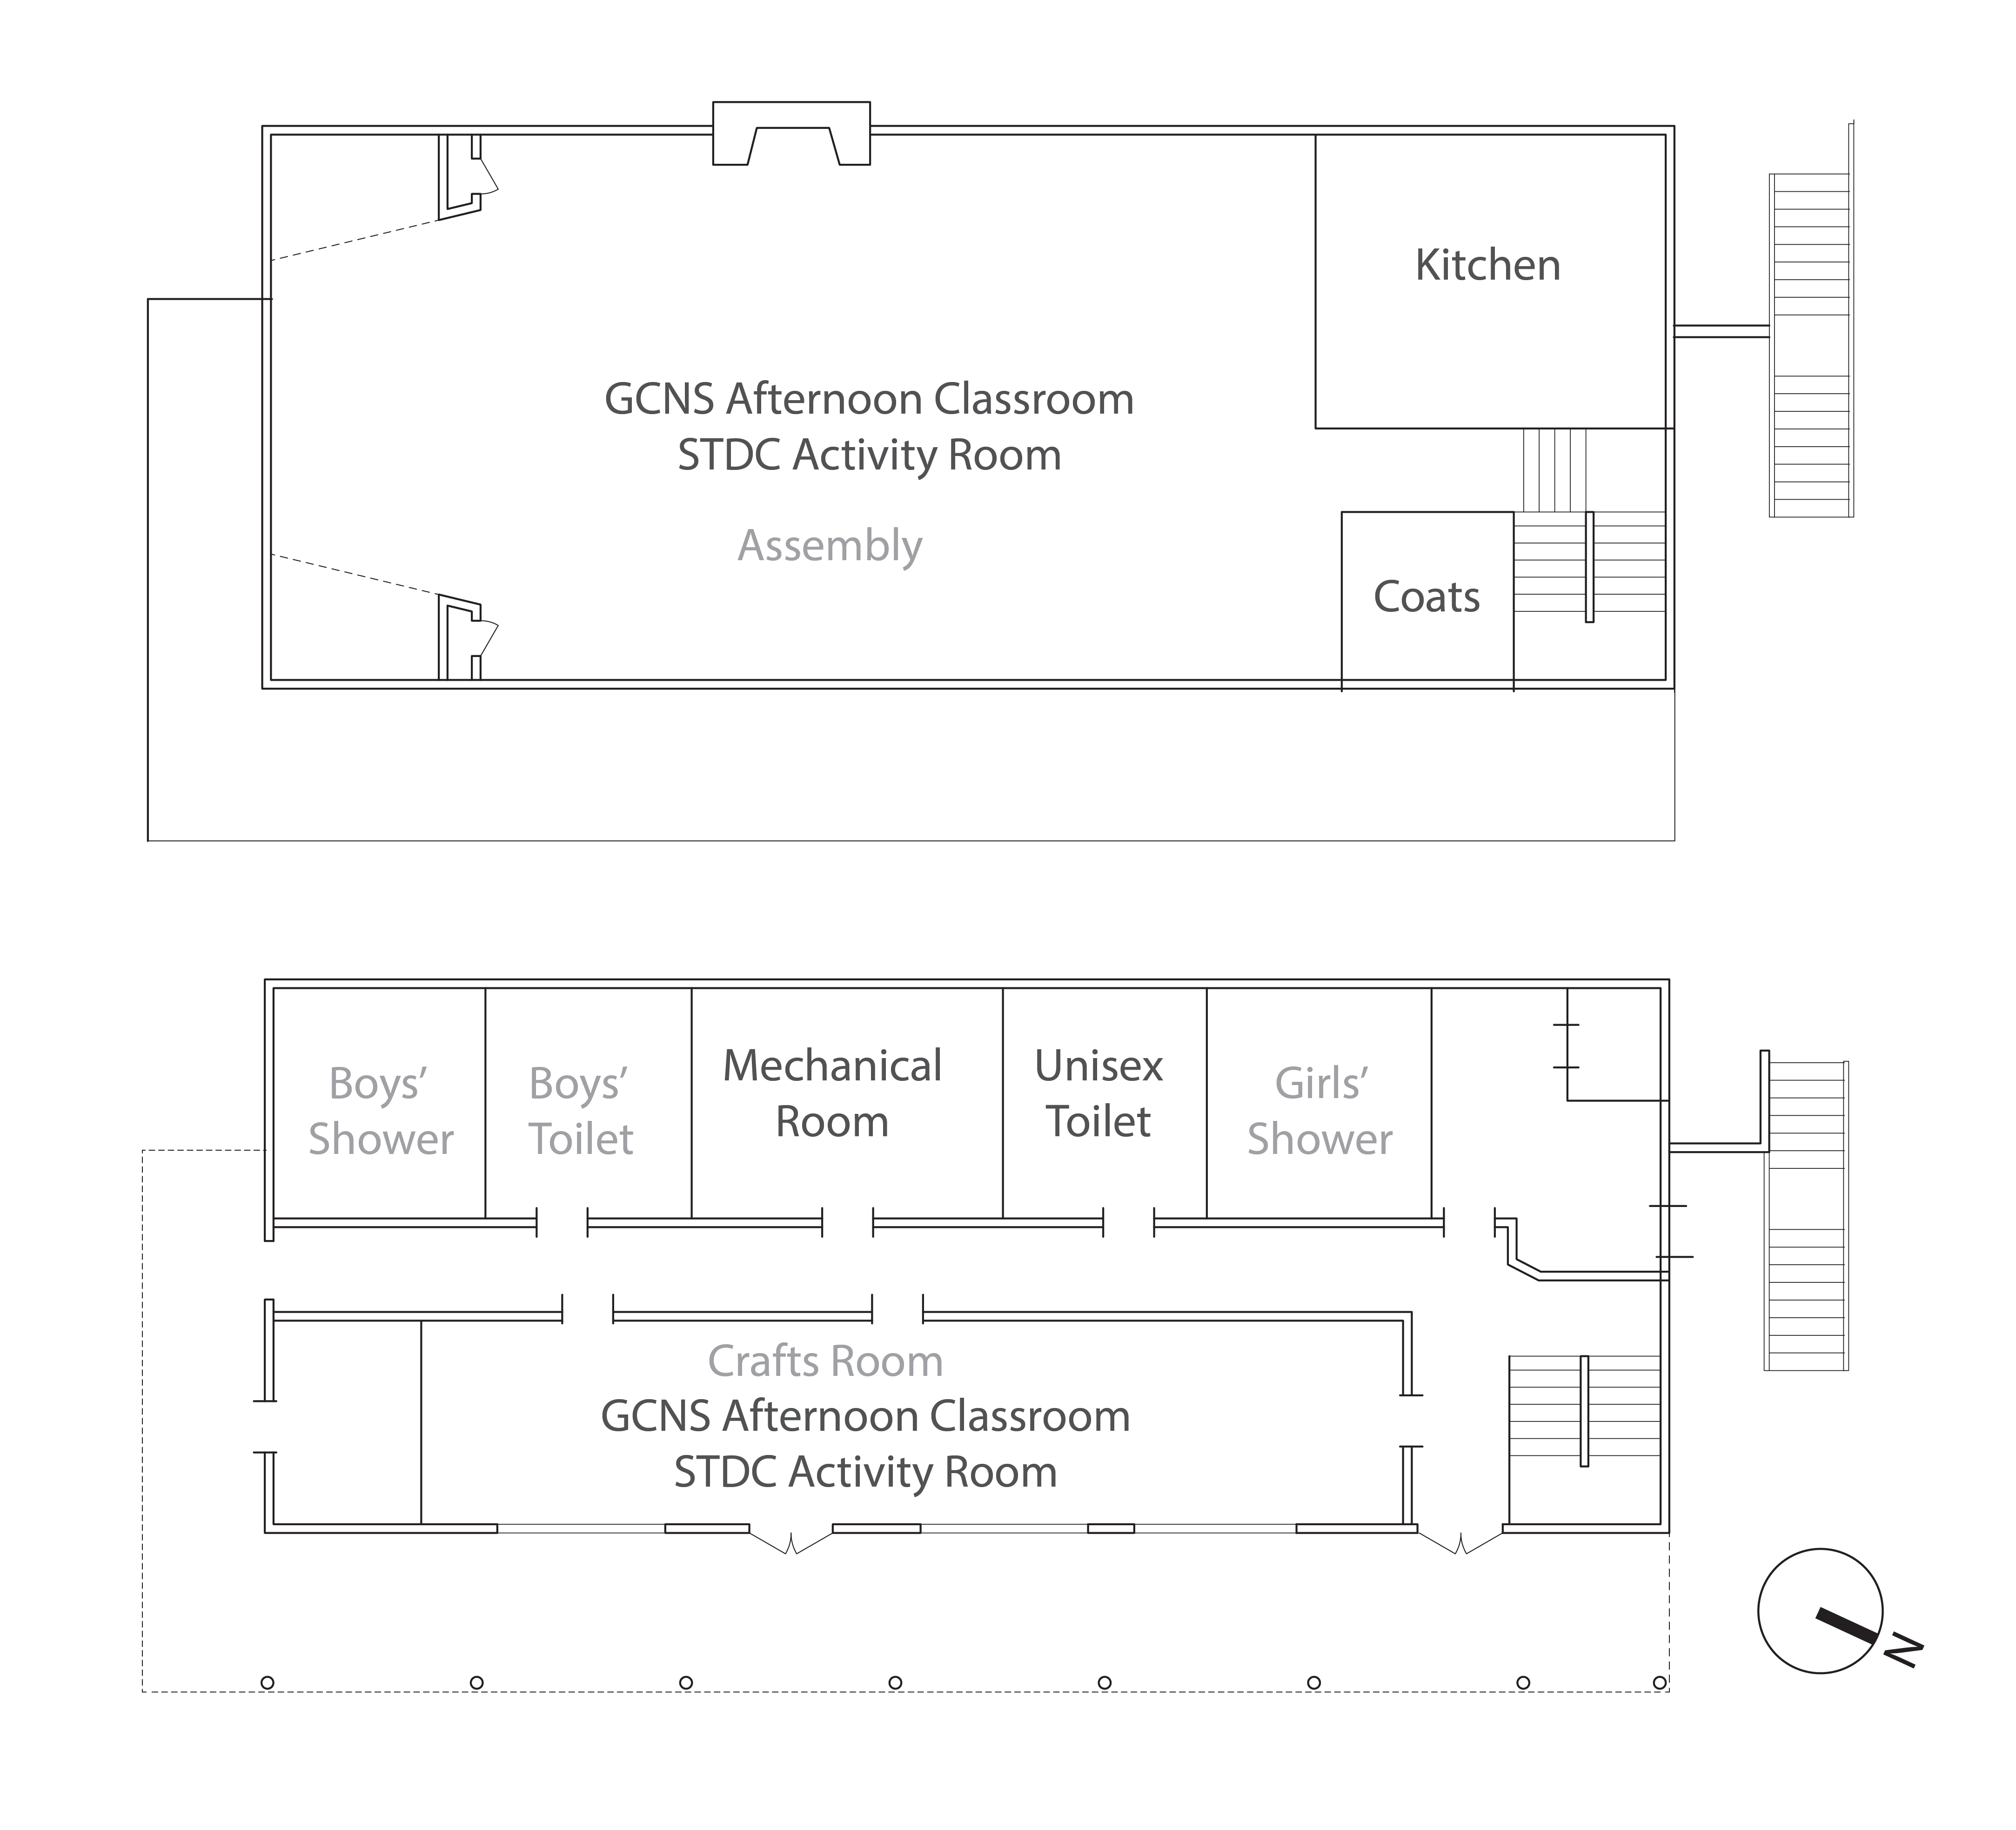 Kitchen
GCNS Afternoon Classroom
STDC Activity Room
Assembly
Coats
Boys’
Shower
Boys’
Toilet
Mechanical
Room
Unisex
Toilet
Girls’
Shower
Crafts Room
GCNS Afternoon Classroom
STDC Activity Room
N